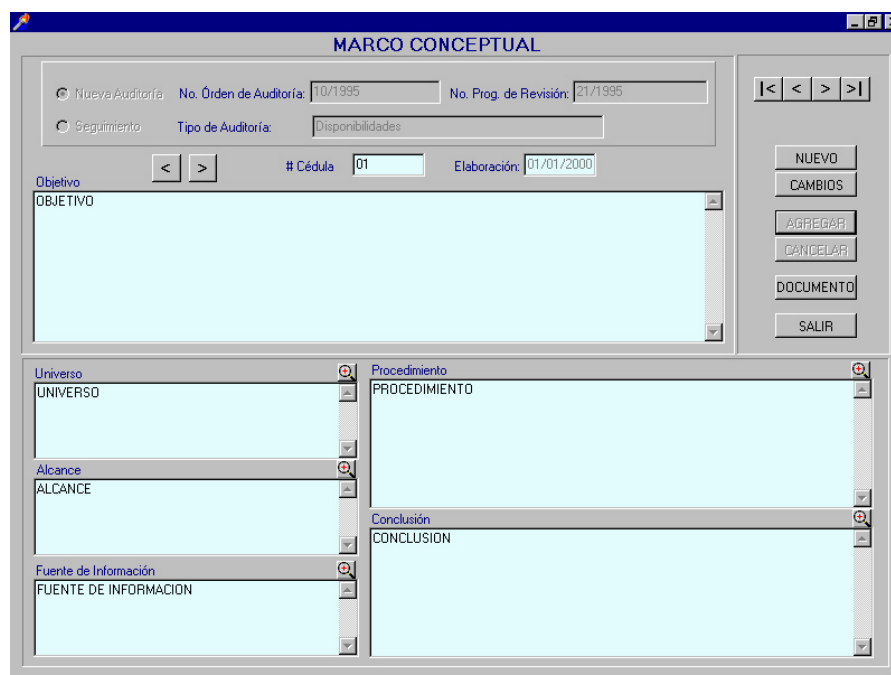 MARCO CONCEPTUAL
Nueva Auditoría No. Órden de Auditoría: 10/1995 No. Prog. de Revisión: 21/1995
Seguimiento Tipo de Auditoría: Disponibilidades
|< < > >|
< > # Cédula 01 Elaboración: 01/01/2000
NUEVO
CAMBIOS
AGREGAR
CANCELAR
DOCUMENTO
SALIR
Objetivo
OBJETIVO
Universo
UNIVERSO
Alcance
ALCANCE
Fuente de Información
FUENTE DE INFORMACION
Procedimiento
PROCEDIMIENTO
Conclusión
CONCLUSION